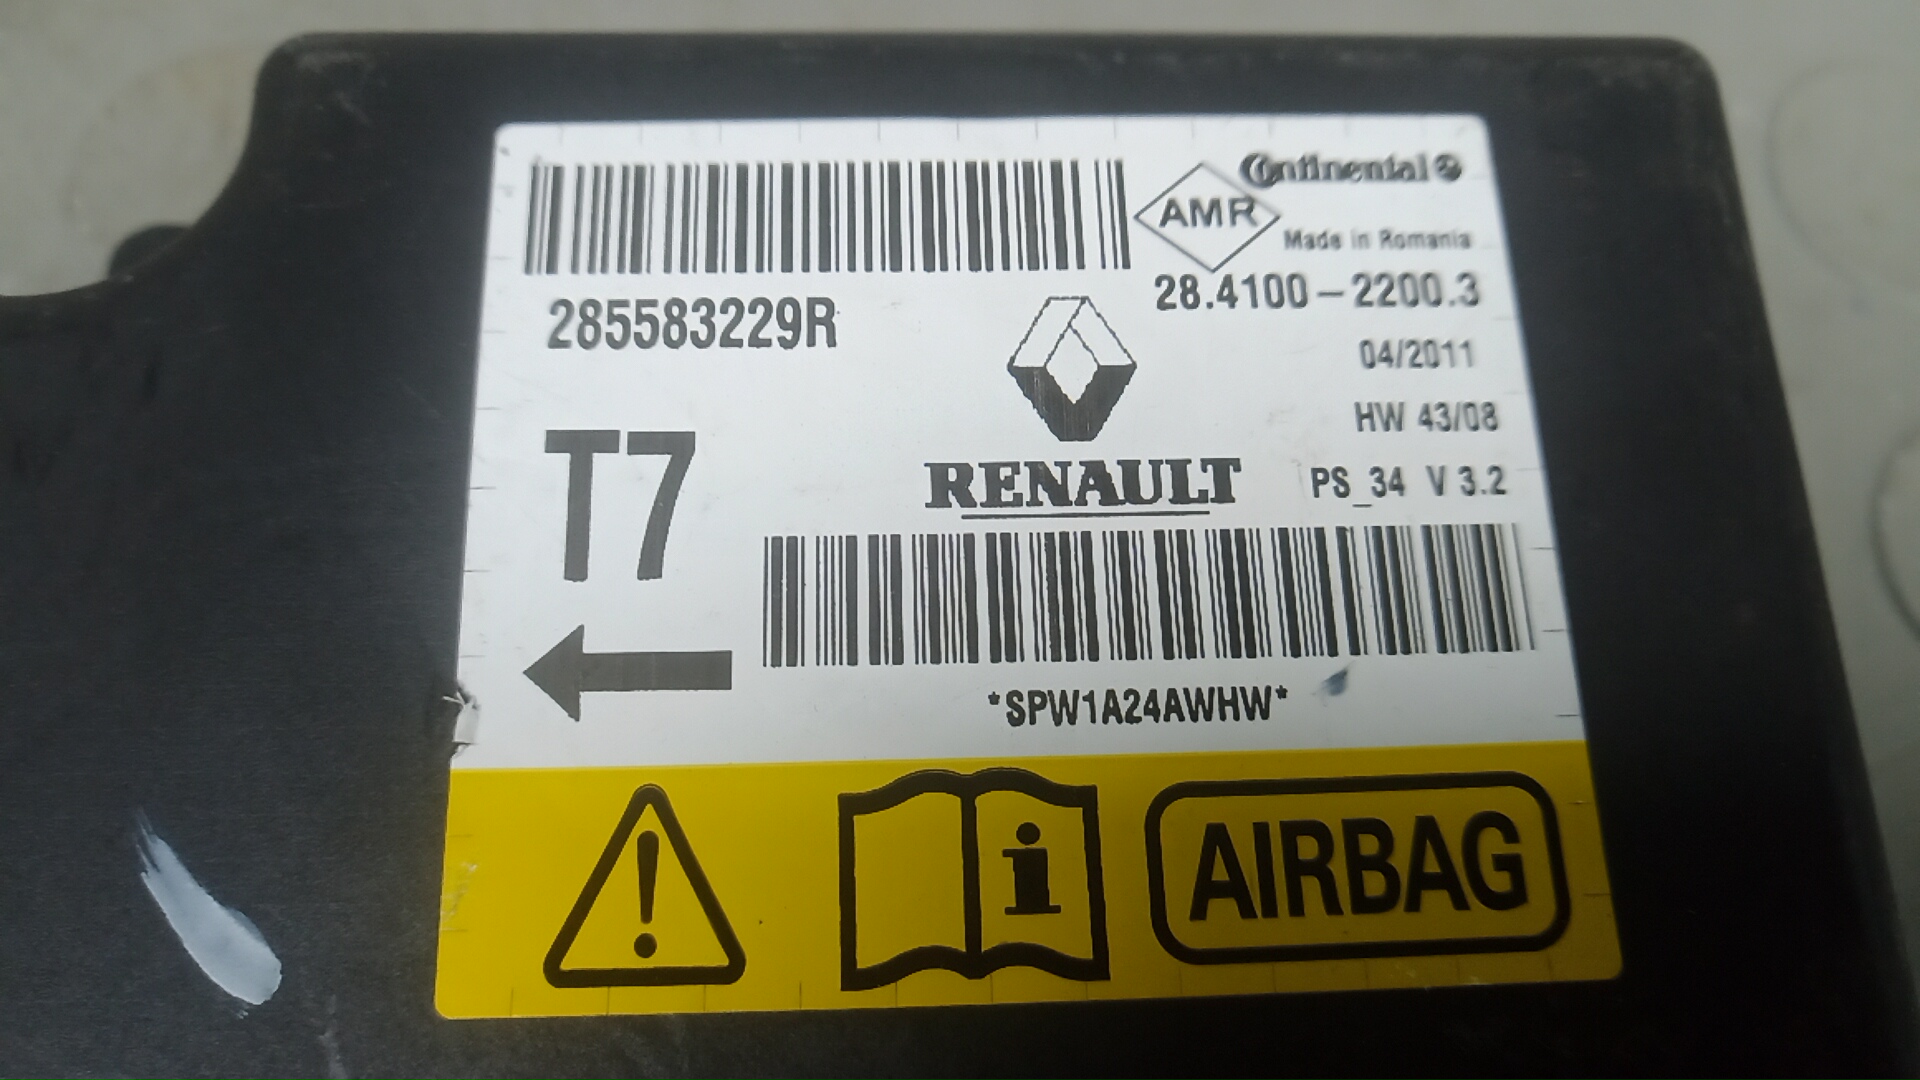 Continental
AMR
Made in Romania
285583229R
28.4100-2200.3
04/2011
HW 43/08
T7
RENAULT
PS_34 V 3.2
*SPW1A24AWHW*
! i AIRBAG